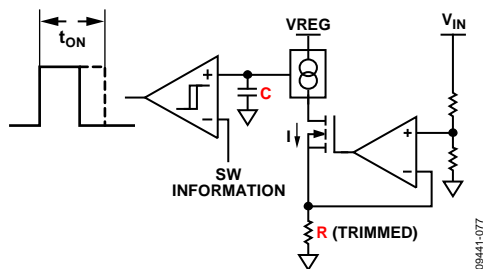 tON
VREG
VIN
C
+
−
I
+
−
SW
INFORMATION
R (TRIMMED)
09441-077